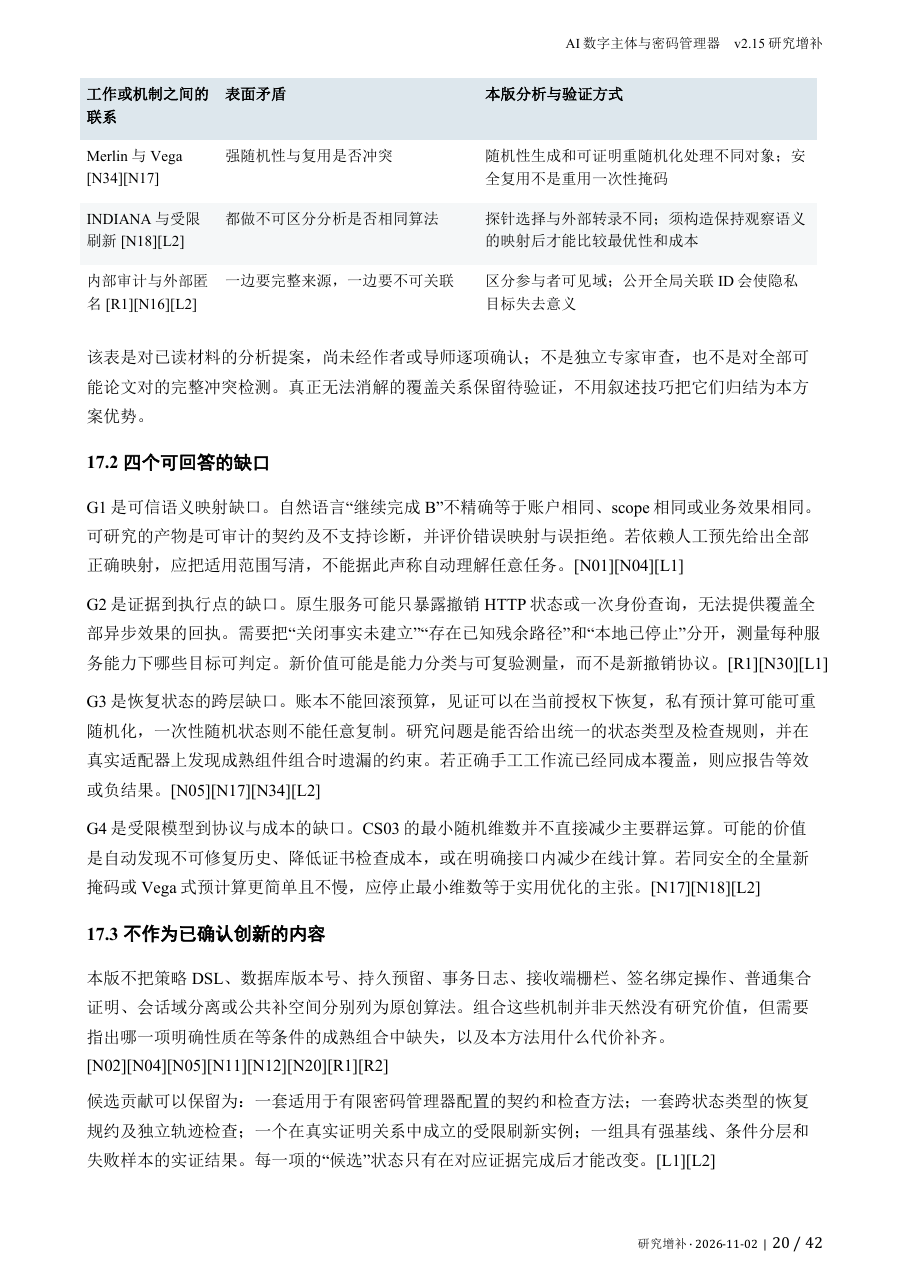 AI 数字主体与密码管理器 v2.15 研究增补
工作或机制之间的联系 表面矛盾 本版分析与验证方式
Merlin 与 Vega [N34][N17] 强随机性与复用是否冲突 随机性生成和可证明重随机化处理不同对象；安全复用不是重用一次性掩码
INDIANA 与受限刷新 [N18][L2] 都做不可区分分析是否相同算法 探针选择与外部转录不同；须构造保持观察语义的映射后才能比较最优性和成本
内部审计与外部匿名 [R1][N16][L2] 一边要完整来源，一边要不可关联 区分参与者可见域；公开全局关联 ID 会使隐私目标失去意义
该表是对已读材料的分析提案，尚未经作者或导师逐项确认；不是独立专家审查，也不是对全部可
能论文对的完整冲突检测。真正无法消解的覆盖关系保留待验证，不用叙述技巧把它们归结为本方
案优势。
17.2 四个可回答的缺口
G1 是可信语义映射缺口。自然语言“继续完成 B”不精确等于账户相同、scope 相同或业务效果相同。
可研究的产物是可审计的契约及不支持诊断，并评价错误映射与误拒绝。若依赖人工预先给出全部
正确映射，应把适用范围写清，不能据此声称自动理解任意任务。[N01][N04][L1]
G2 是证据到执行点的缺口。原生服务可能只暴露撤销 HTTP 状态或一次身份查询，无法提供覆盖全
部异步效果的回执。需要把“关闭事实未建立”“存在已知残余路径”和“本地已停止”分开，测量每种服
务能力下哪些目标可判定。新价值可能是能力分类与可复验测量，而不是新撤销协议。[R1][N30][L1]
G3 是恢复状态的跨层缺口。账本不能回滚预算，见证可以在当前授权下恢复，私有预计算可能可重
随机化，一次性随机状态则不能任意复制。研究问题是能否给出统一的状态类型及检查规则，并在
真实适配器上发现成熟组件组合时遗漏的约束。若正确手工工作流已经同成本覆盖，则应报告等效
或负结果。[N05][N17][N34][L2]
G4 是受限模型到协议与成本的缺口。CS03 的最小随机维数并不直接减少主要群运算。可能的价值
是自动发现不可修复历史、降低证书检查成本，或在明确接口内减少在线计算。若同安全的全量新
掩码或 Vega 式预计算更简单且不慢，应停止最小维数等于实用优化的主张。[N17][N18][L2]
17.3 不作为已确认创新的内容
本版不把策略 DSL、数据库版本号、持久预留、事务日志、接收端栅栏、签名绑定操作、普通集合
证明、会话域分离或公共补空间分别列为原创算法。组合这些机制并非天然没有研究价值，但需要
指出哪一项明确性质在等条件的成熟组合中缺失，以及本方法用什么代价补齐。
[N02][N04][N05][N11][N12][N20][R1][R2]
候选贡献可以保留为：一套适用于有限密码管理器配置的契约和检查方法；一套跨状态类型的恢复
规约及独立轨迹检查；一个在真实证明关系中成立的受限刷新实例；一组具有强基线、条件分层和
失败样本的实证结果。每一项的“候选”状态只有在对应证据完成后才能改变。[L1][L2]
研究增补 · 2026-11-02 | 20 / 42